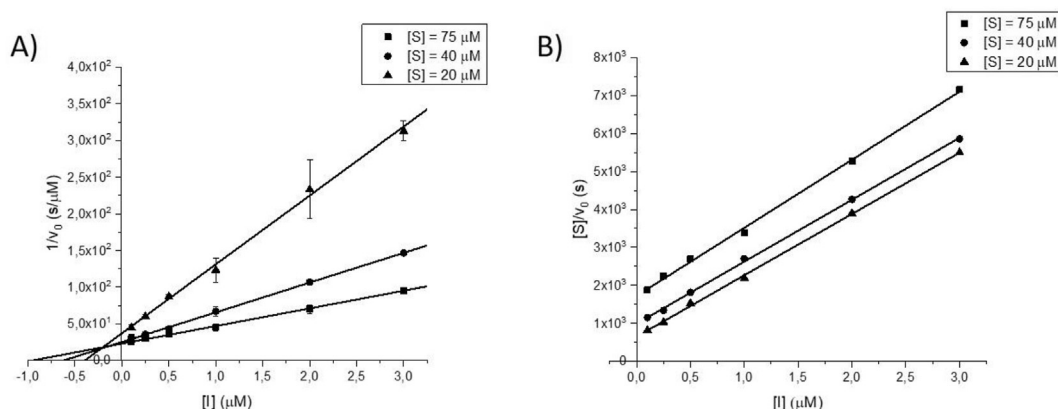 A)
[S] = 75 μM
[S] = 40 μM
[S] = 20 μM
4,0x10²
3,5x10²
3,0x10²
2,5x10²
2,0x10²
1,5x10²
1,0x10²
5,0x10¹
0,0
1/v₀ (s/μM)
-1,0 -0,5 0,0 0,5 1,0 1,5 2,0 2,5 3,0
[I] (μM)
B)
[S] = 75 μM
[S] = 40 μM
[S] = 20 μM
8x10³
7x10³
6x10³
5x10³
4x10³
3x10³
2x10³
1x10³
0
[S]/v₀ (s)
0,0 0,5 1,0 1,5 2,0 2,5 3,0
[I] (μM)